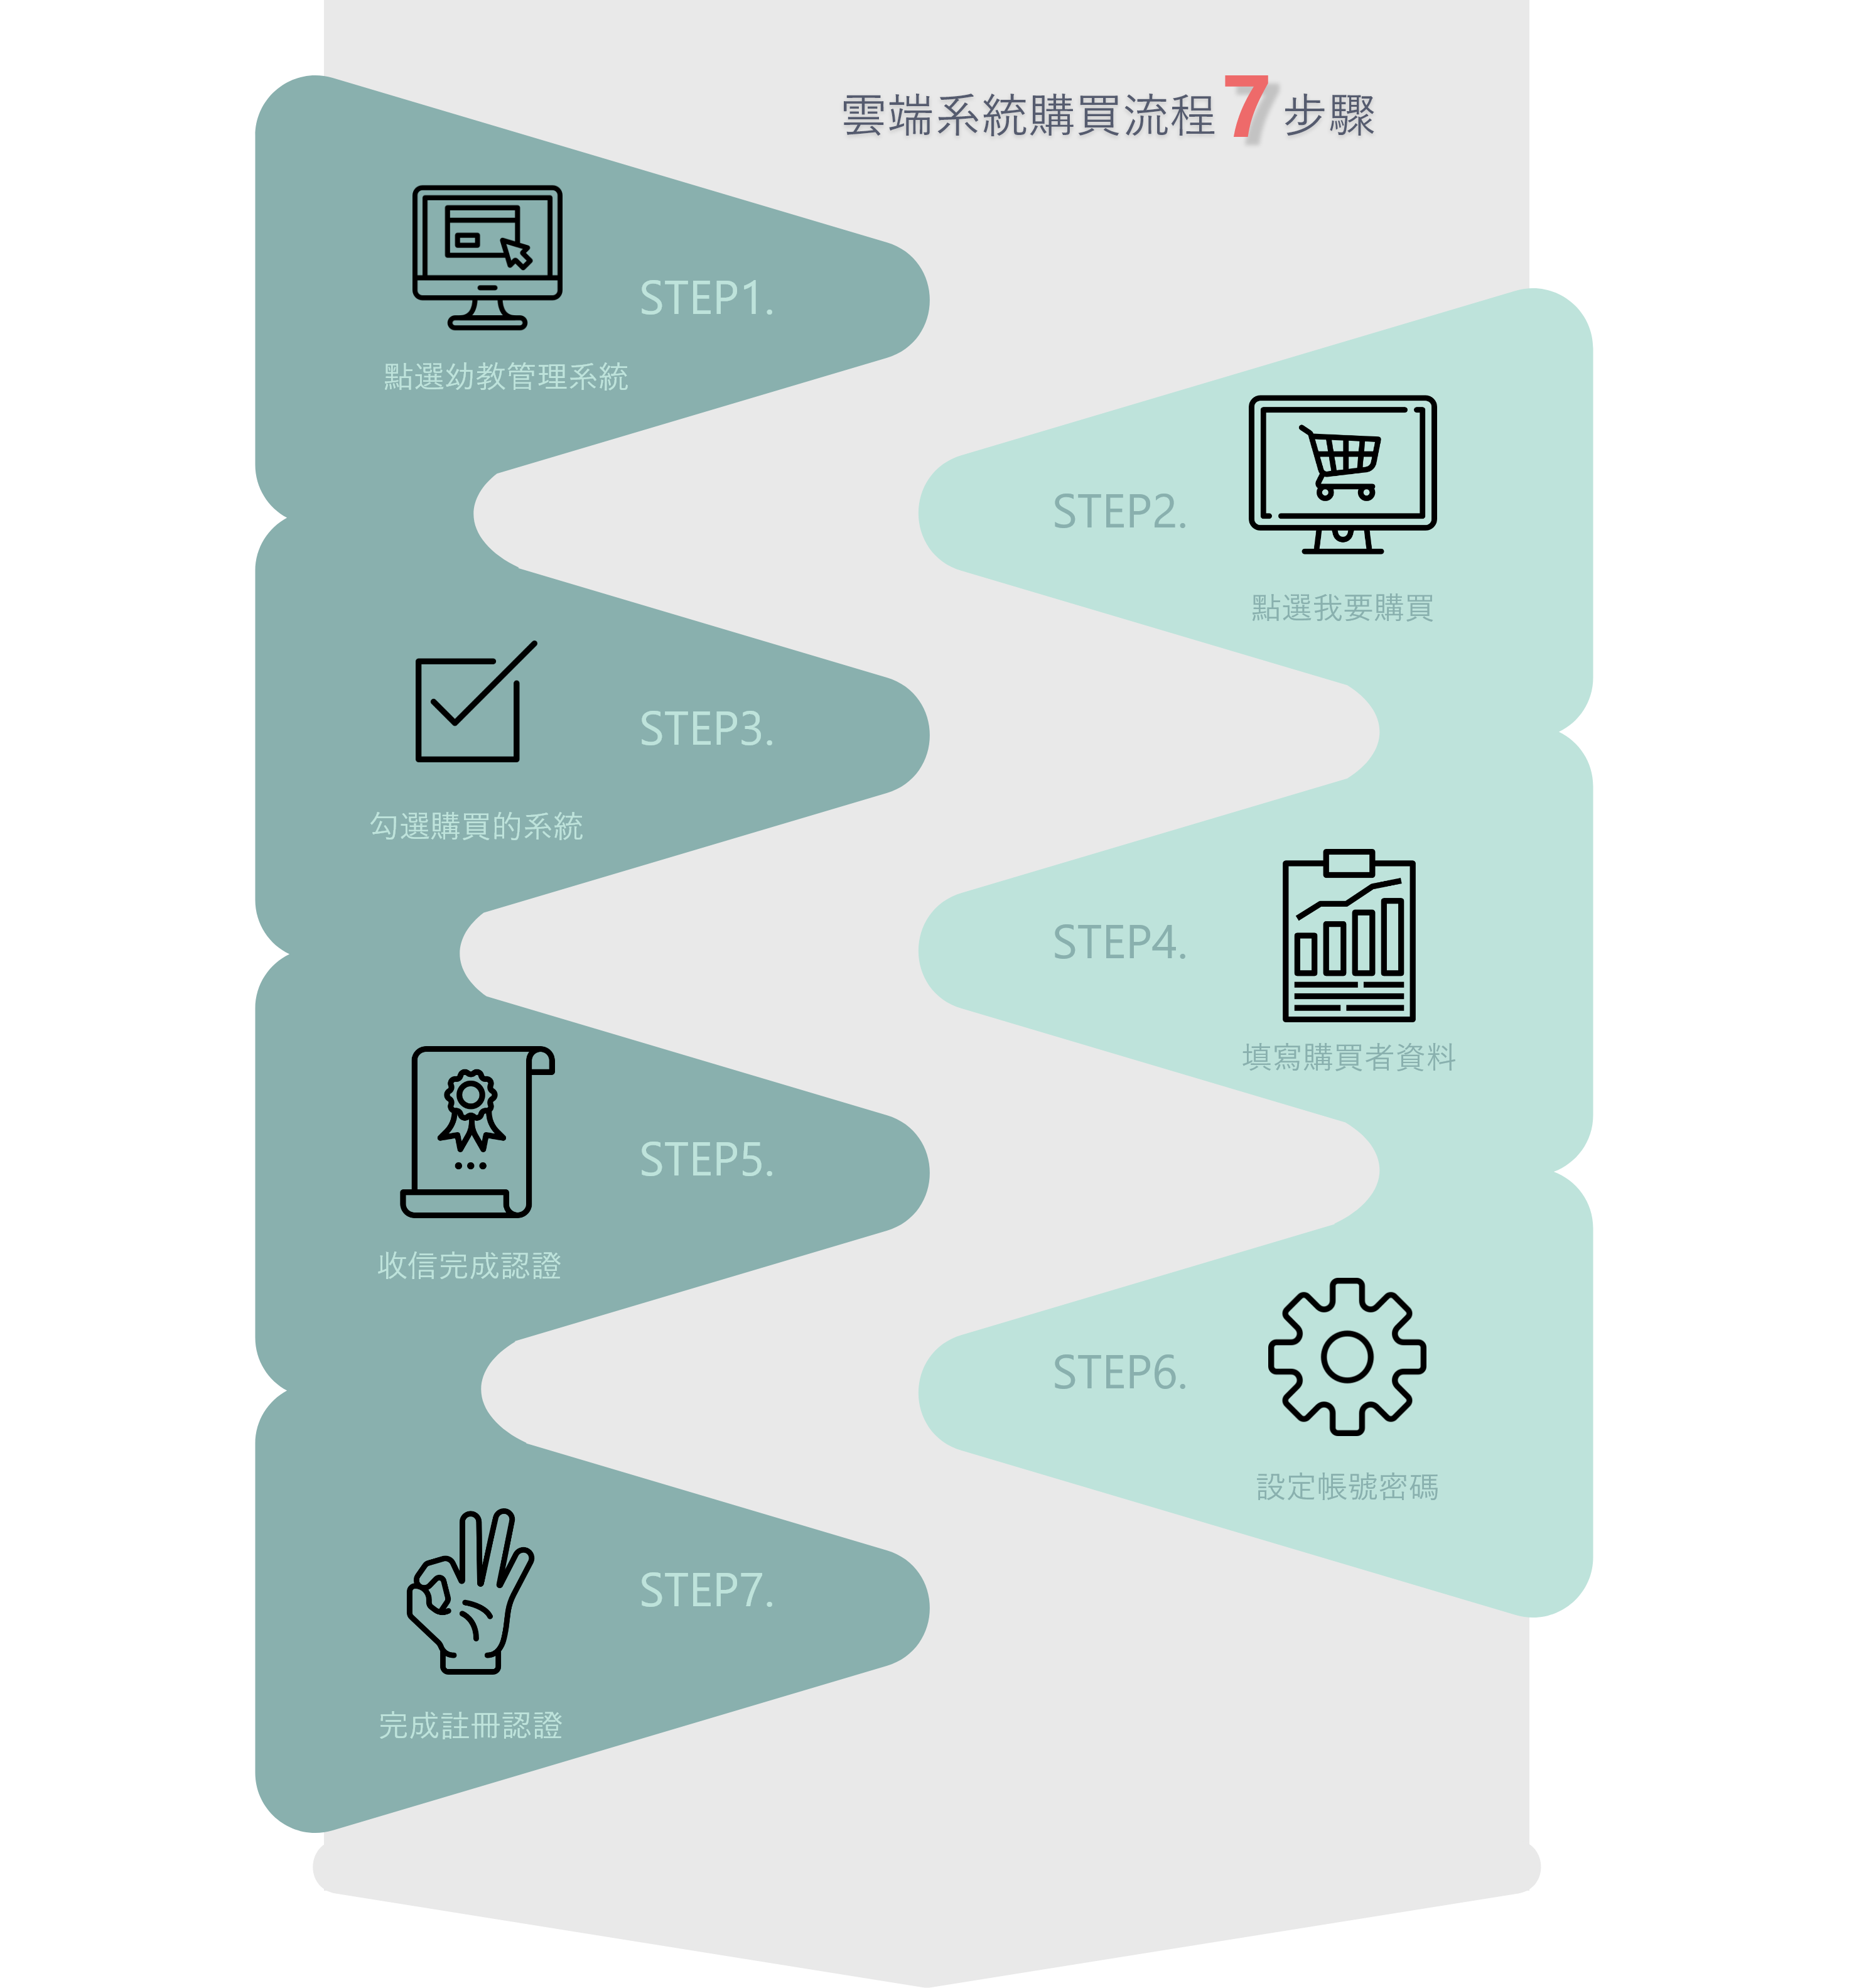 雲端系統購買流程7步驟
STEP1.
點選幼教管理系統
STEP2.
點選我要購買
STEP3.
勾選購買的系統
STEP4.
填寫購買者資料
STEP5.
收信完成認證
STEP6.
設定帳號密碼
STEP7.
完成註冊認證